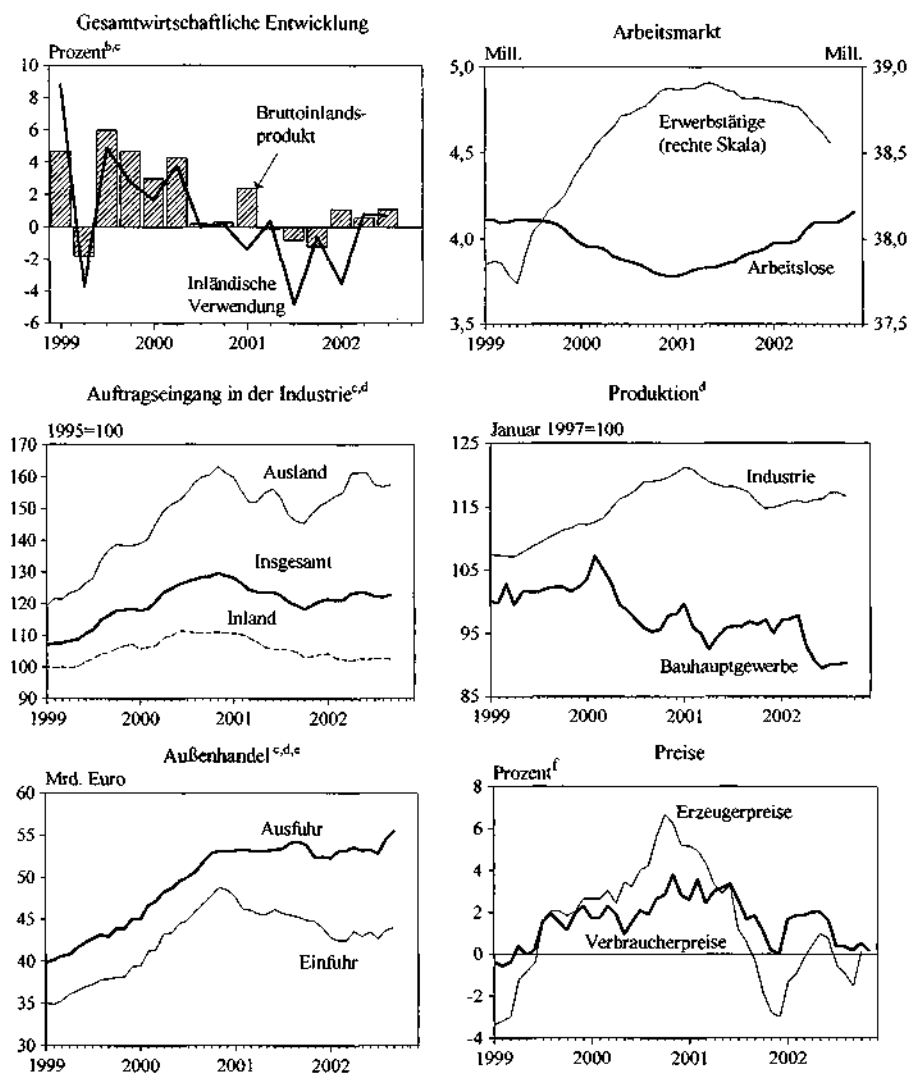 Gesamtwirtschaftliche Entwicklung
Prozent b,c
10
8
6
4
2
0
-2
-4
-6
Bruttoinlands-
produkt
Inländische
Verwendung
1999 2000 2001 2002
Arbeitsmarkt
Mill. Mill.
5,0 39,0
4,5 38,5
4,0 38,0
3,5 37,5
Erwerbstätige
(rechte Skala)
Arbeitslose
1999 2000 2001 2002
Auftragseingang in der Industrie c,d
1995=100
170
160
150
140
130
120
110
100
90
Ausland
Insgesamt
Inland
1999 2000 2001 2002
Produktion d
Januar 1997=100
125
115
105
95
85
Industrie
Bauhauptgewerbe
1999 2000 2001 2002
Außenhandel c,d,e
Mrd. Euro
60
55
50
45
40
35
30
Ausfuhr
Einfuhr
1999 2000 2001 2002
Preise
Prozent f
8
6
4
2
0
-2
-4
Erzeugerpreise
Verbraucherpreise
1999 2000 2001 2002